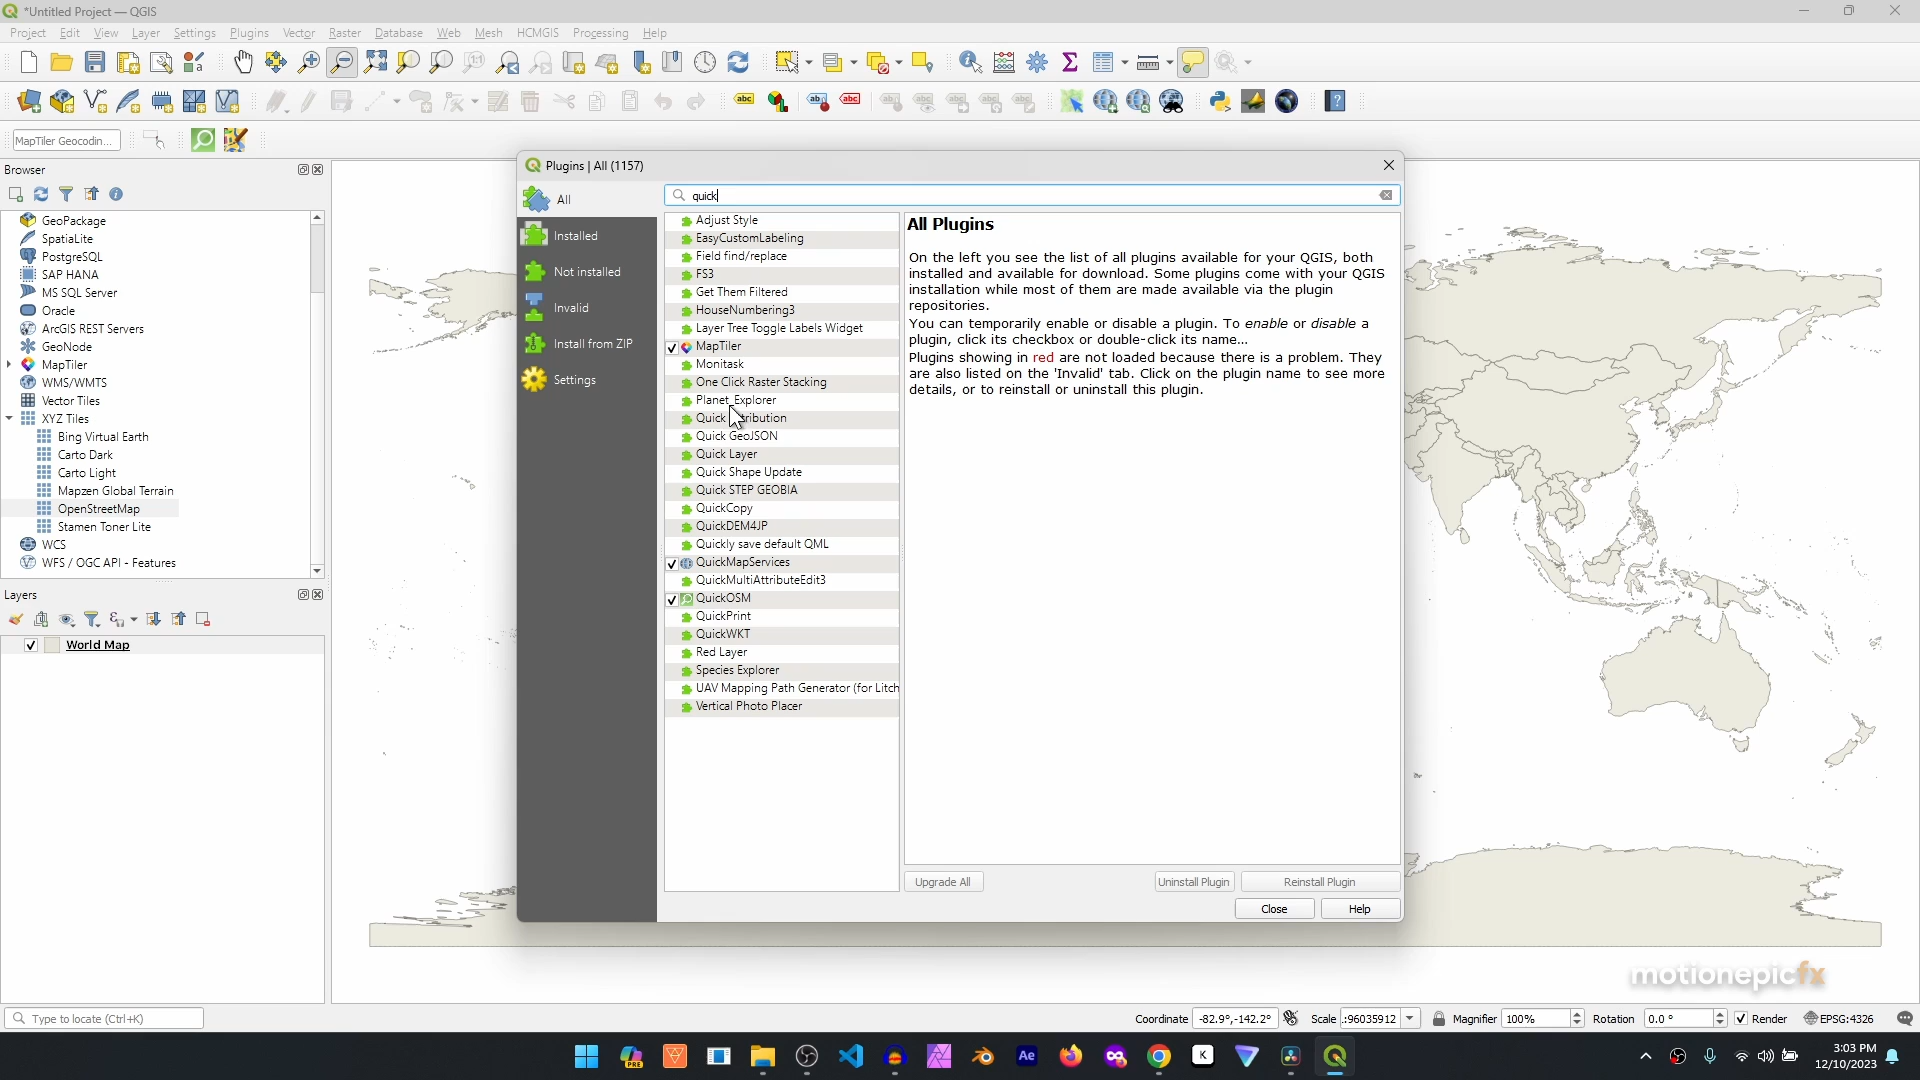 *Untitled Project — QGIS
Project Edit View Layer Settings Plugins Vector Raster Database Web Mesh HCMGIS Processing Help
MapTiler Geocodin...
Browser
GeoPackage
SpatiaLite
PostgreSQL
SAP HANA
MS SQL Server
Oracle
ArcGIS REST Servers
GeoNode
MapTiler
WMS/WMTS
Vector Tiles
XYZ Tiles
Bing Virtual Earth
Carto Dark
Carto Light
Mapzen Global Terrain
OpenStreetMap
Stamen Toner Lite
WCS
WFS / OGC API - Features
Layers
World Map
Plugins | All (1157)
All
Installed
Not installed
Invalid
Install from ZIP
Settings
quick
Adjust Style
EasyCustomLabeling
Field find/replace
FS3
Get Them Filtered
HouseNumbering3
Layer Tree Toggle Labels Widget
MapTiler
Monitask
One Click Raster Stacking
Planet_Explorer
Quick
Quick GeoJSON
Quick Layer
Quick Shape Update
Quick STEP GEOBIA
QuickCopy
QuickDEM4JP
Quickly save default QML
QuickMapServices
QuickMultiAttributeEdit3
QuickOSM
QuickPrint
QuickWKT
Red Layer
Species Explorer
UAV Mapping Path Generator (for Litch
Vertical Photo Placer
All Plugins
On the left you see the list of all plugins available for your QGIS, both
installed and available for download. Some plugins come with your QGIS
installation while most of them are made available via the plugin
repositories.
You can temporarily enable or disable a plugin. To enable or disable a
plugin, click its checkbox or double-click its name...
Plugins showing in red are not loaded because there is a problem. They
are also listed on the 'Invalid' tab. Click on the plugin name to see more
details, or to reinstall or uninstall this plugin.
Upgrade All Uninstall Plugin Reinstall Plugin
Close Help
motionepicfx
Type to locate (Ctrl+K) Coordinate -82.9°,-142.2° Scale :96035912 Magnifier 100% Rotation 0.0 ° Render EPSG:4326
3:03 PM
12/10/2023